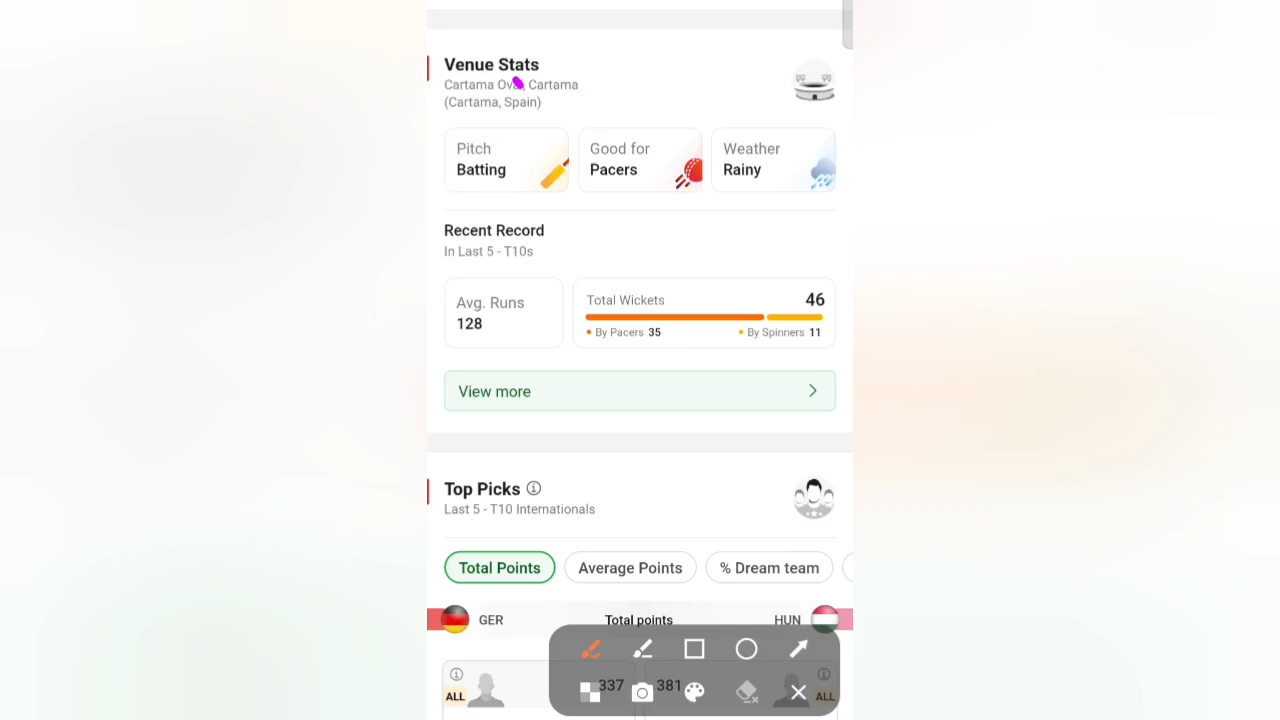 Venue Stats
Cartama Oval, Cartama
(Cartama, Spain)
Pitch
Batting
Good for
Pacers
Weather
Rainy
Recent Record
In Last 5 - T10s
Avg. Runs
128
Total Wickets 46
By Pacers 35 By Spinners 11
View more
Top Picks
Last 5 - T10 Internationals
Total Points Average Points % Dream team
GER Total points HUN
337 381
ALL ALL